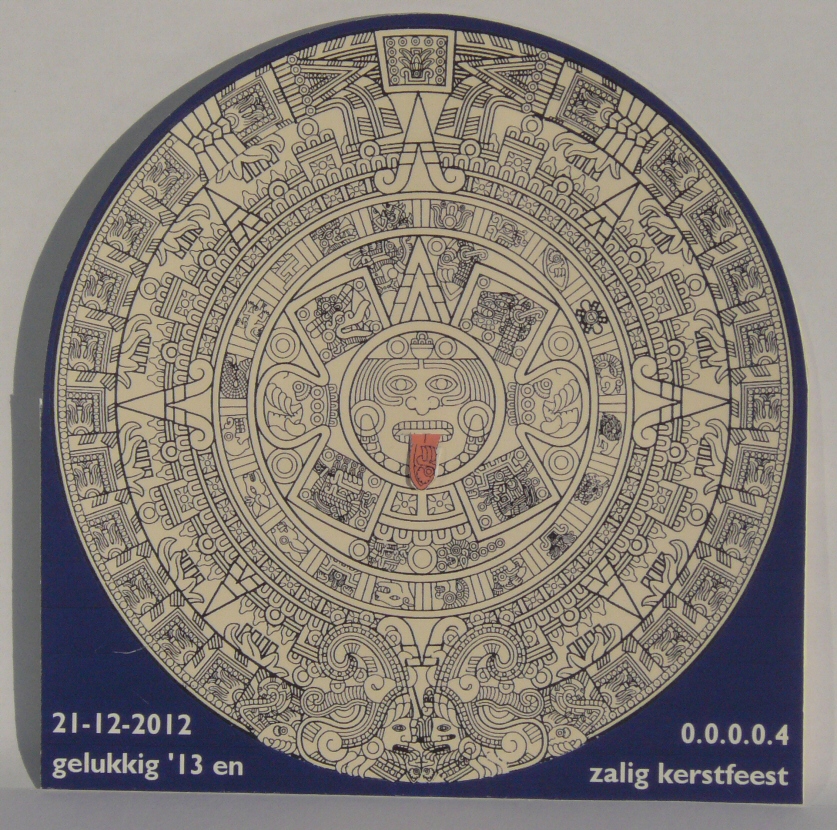 21-12-2012
gelukkig '13 en
0.0.0.0.4
zalig kerstfeest